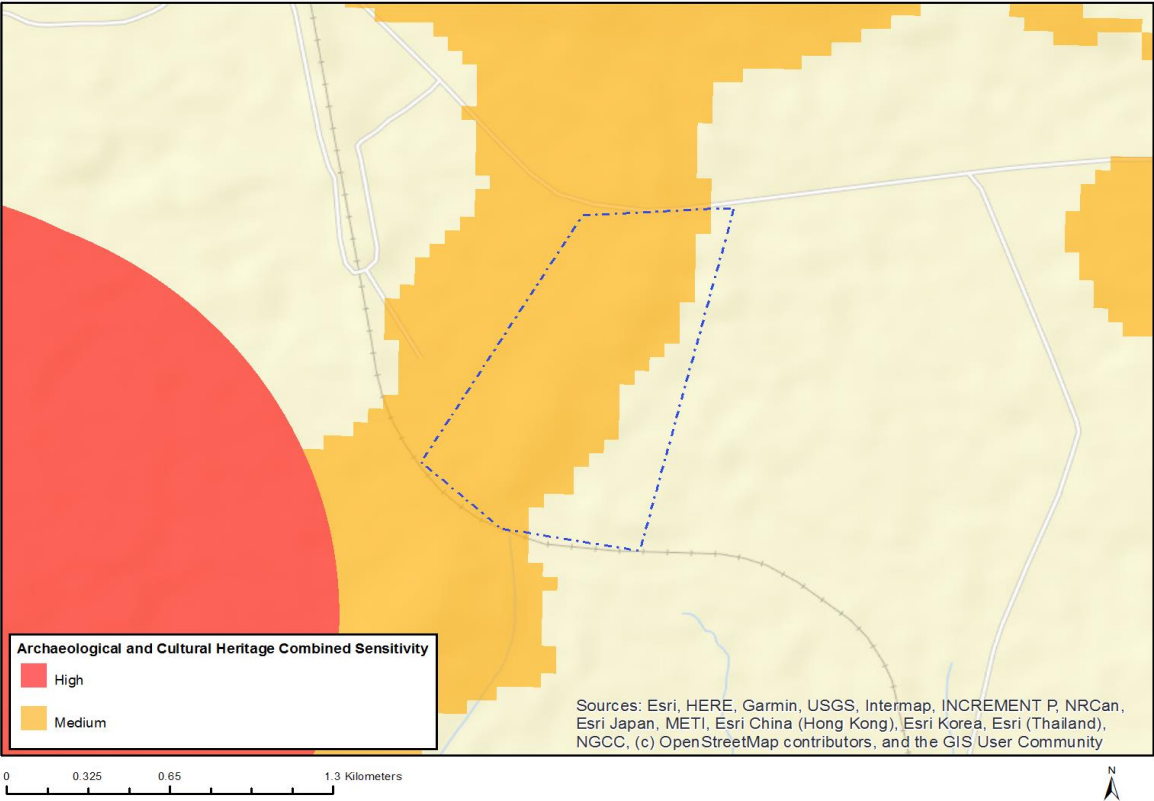 Archaeological and Cultural Heritage Combined Sensitivity
High
Medium
Sources: Esri, HERE, Garmin, USGS, Intermap, INCREMENT P, NRCan,
Esri Japan, METI, Esri China (Hong Kong), Esri Korea, Esri (Thailand),
NGCC, (c) OpenStreetMap contributors, and the GIS User Community
0 0.325 0.65 1.3 Kilometers
N